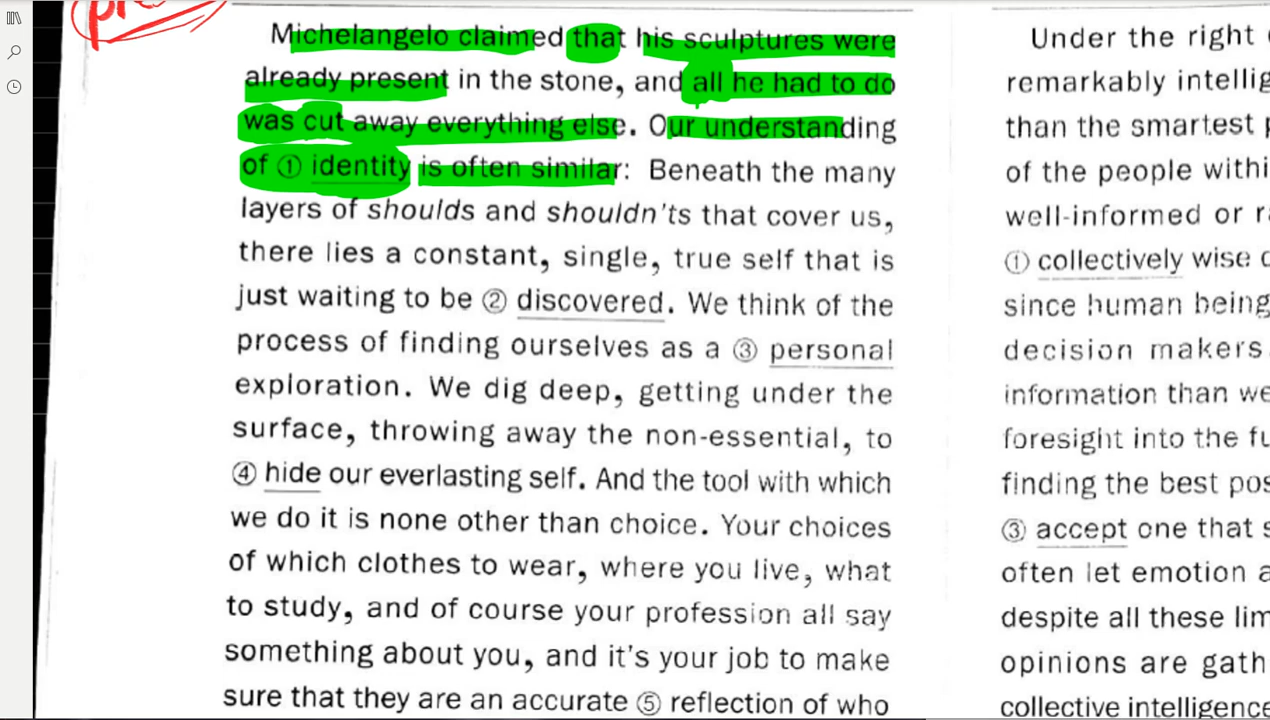 Michelangelo claimed that his sculptures were
already present in the stone, and all he had to do
was cut away everything else. Our understanding
of ① identity is often similar: Beneath the many
layers of shoulds and shouldn'ts that cover us,
there lies a constant, single, true self that is
just waiting to be ② discovered. We think of the
process of finding ourselves as a ③ personal
exploration. We dig deep, getting under the
surface, throwing away the non-essential, to
④ hide our everlasting self. And the tool with which
we do it is none other than choice. Your choices
of which clothes to wear, where you live, what
to study, and of course your profession all say
something about you, and it's your job to make
sure that they are an accurate ⑤ reflection of who
Under the right
remarkably intellig
than the smartest
of the people withi
well-informed or
① collectively wise
since human being
decision makers.
information than we
foresight into the fu
finding the best pos
③ accept one that
often let emotion a
despite all these lim
opinions are gath
collective intelligence